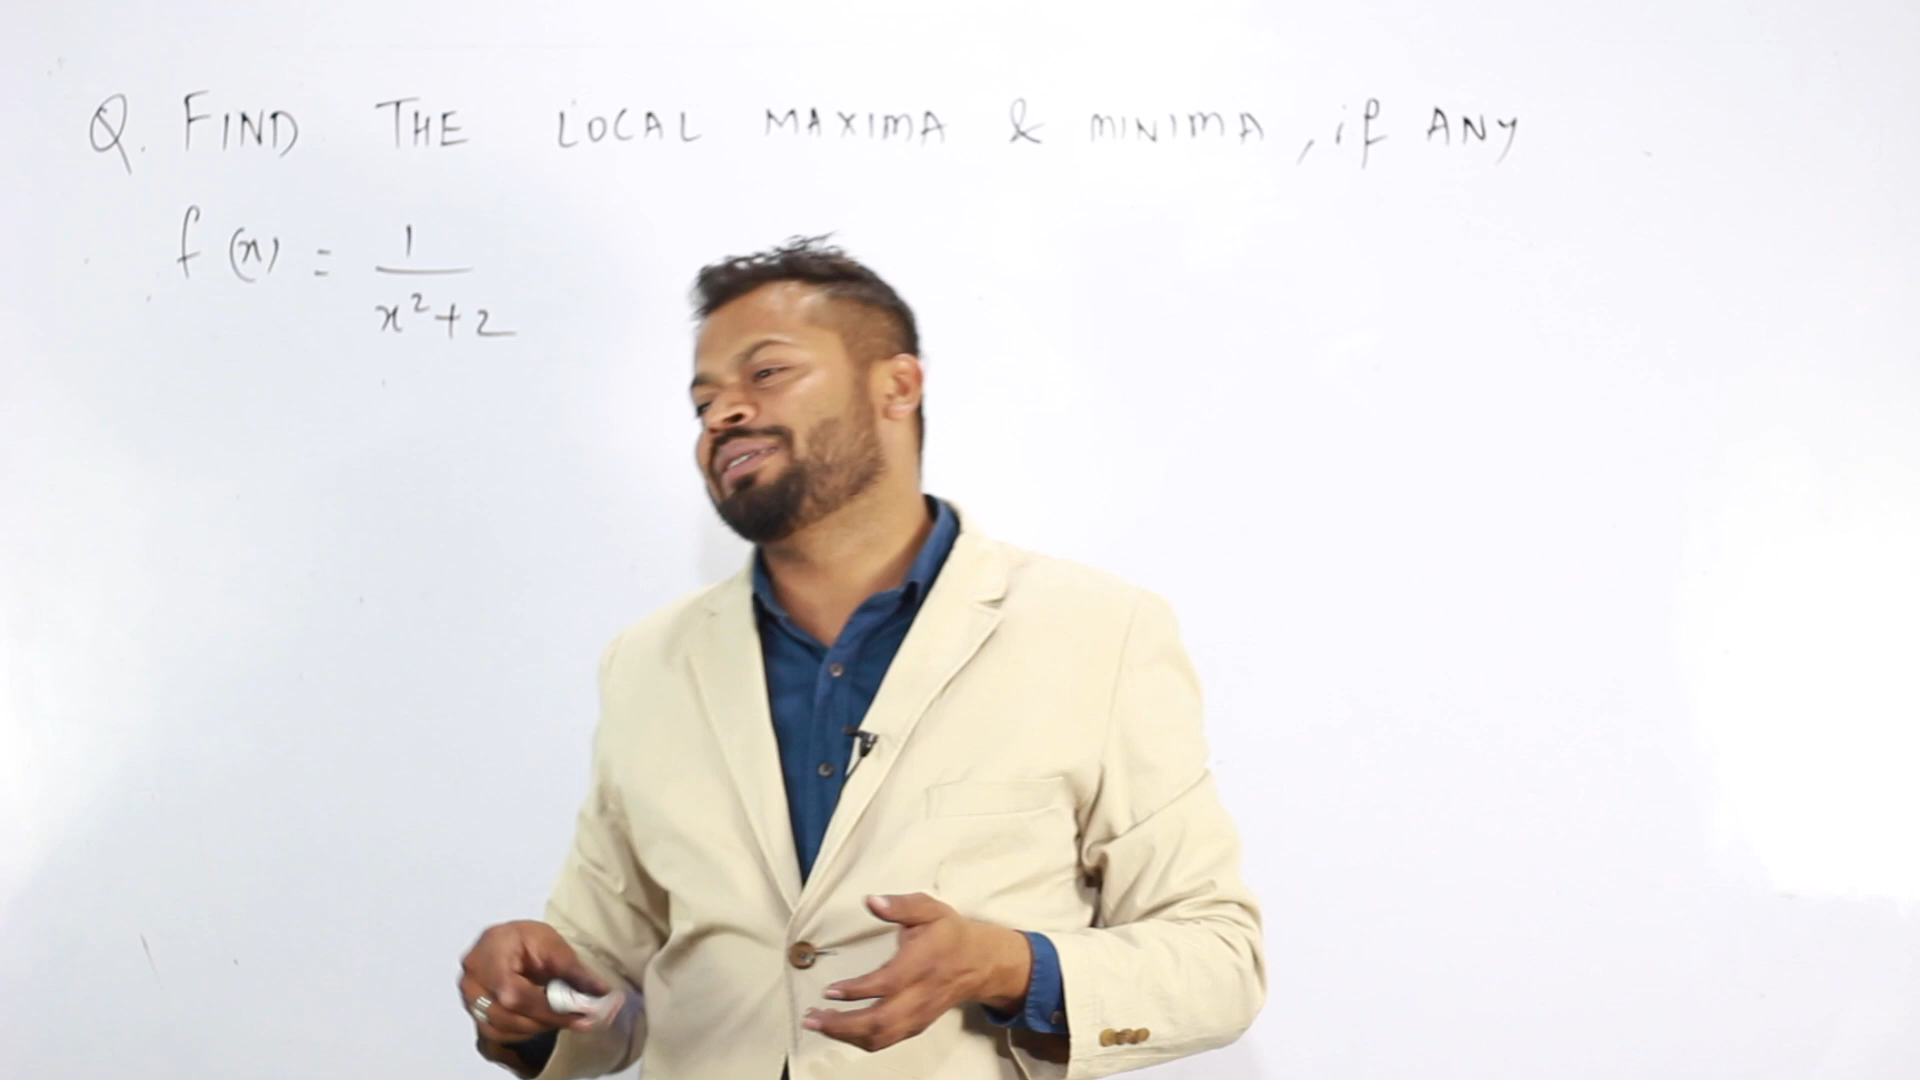 Q. FIND THE LOCAL MAXIMA & MINIMA, if ANY
f(x) = 1
x²+2